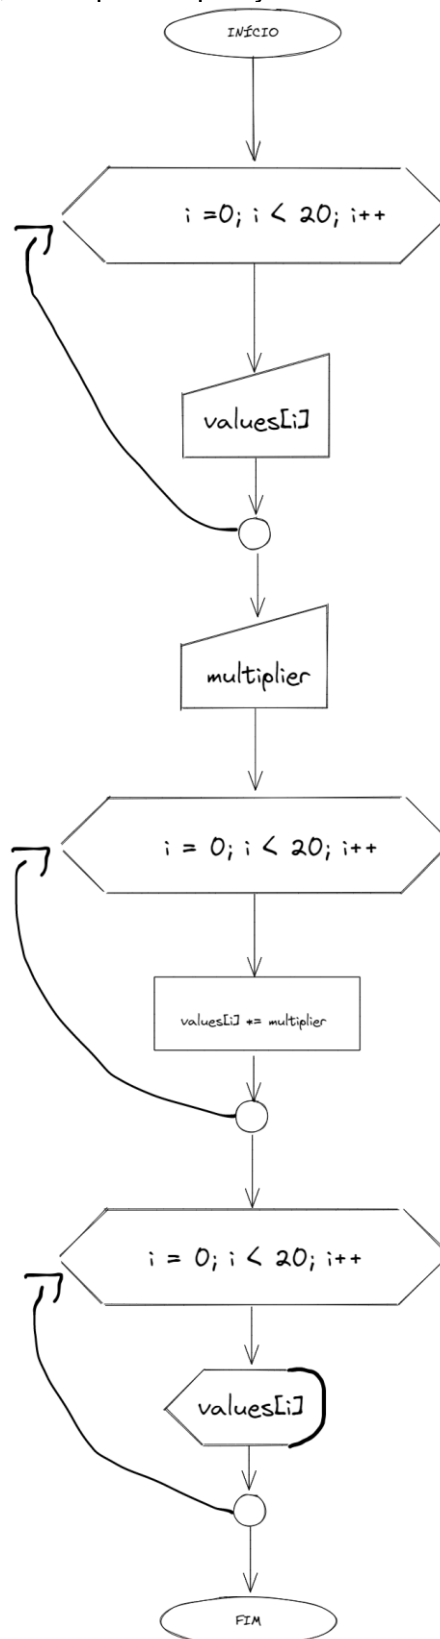 INÍCIO
i =0; i < 20; i++
values[i]
multiplier
i = 0; i < 20; i++
values[i] *= multiplier
i = 0; i < 20; i++
values[i]
FIM